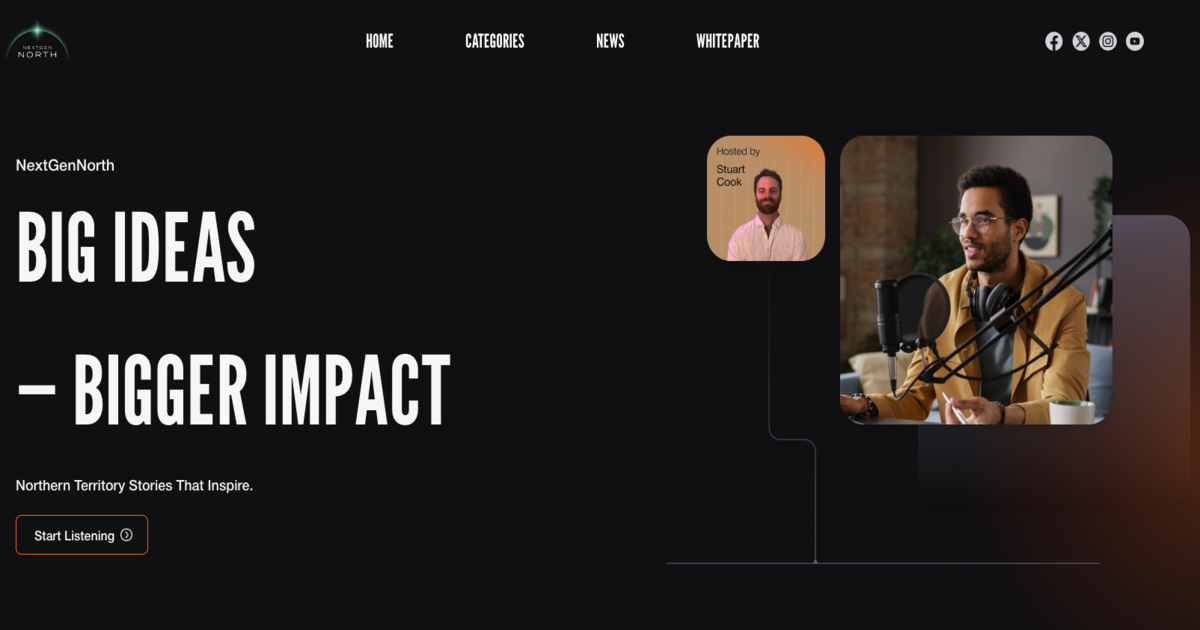 NEXTGEN
NORTH
HOME
CATEGORIES
NEWS
WHITEPAPER
NextGenNorth
BIG IDEAS
– BIGGER IMPACT
Northern Territory Stories That Inspire.
Start Listening
Hosted by
Stuart
Cook